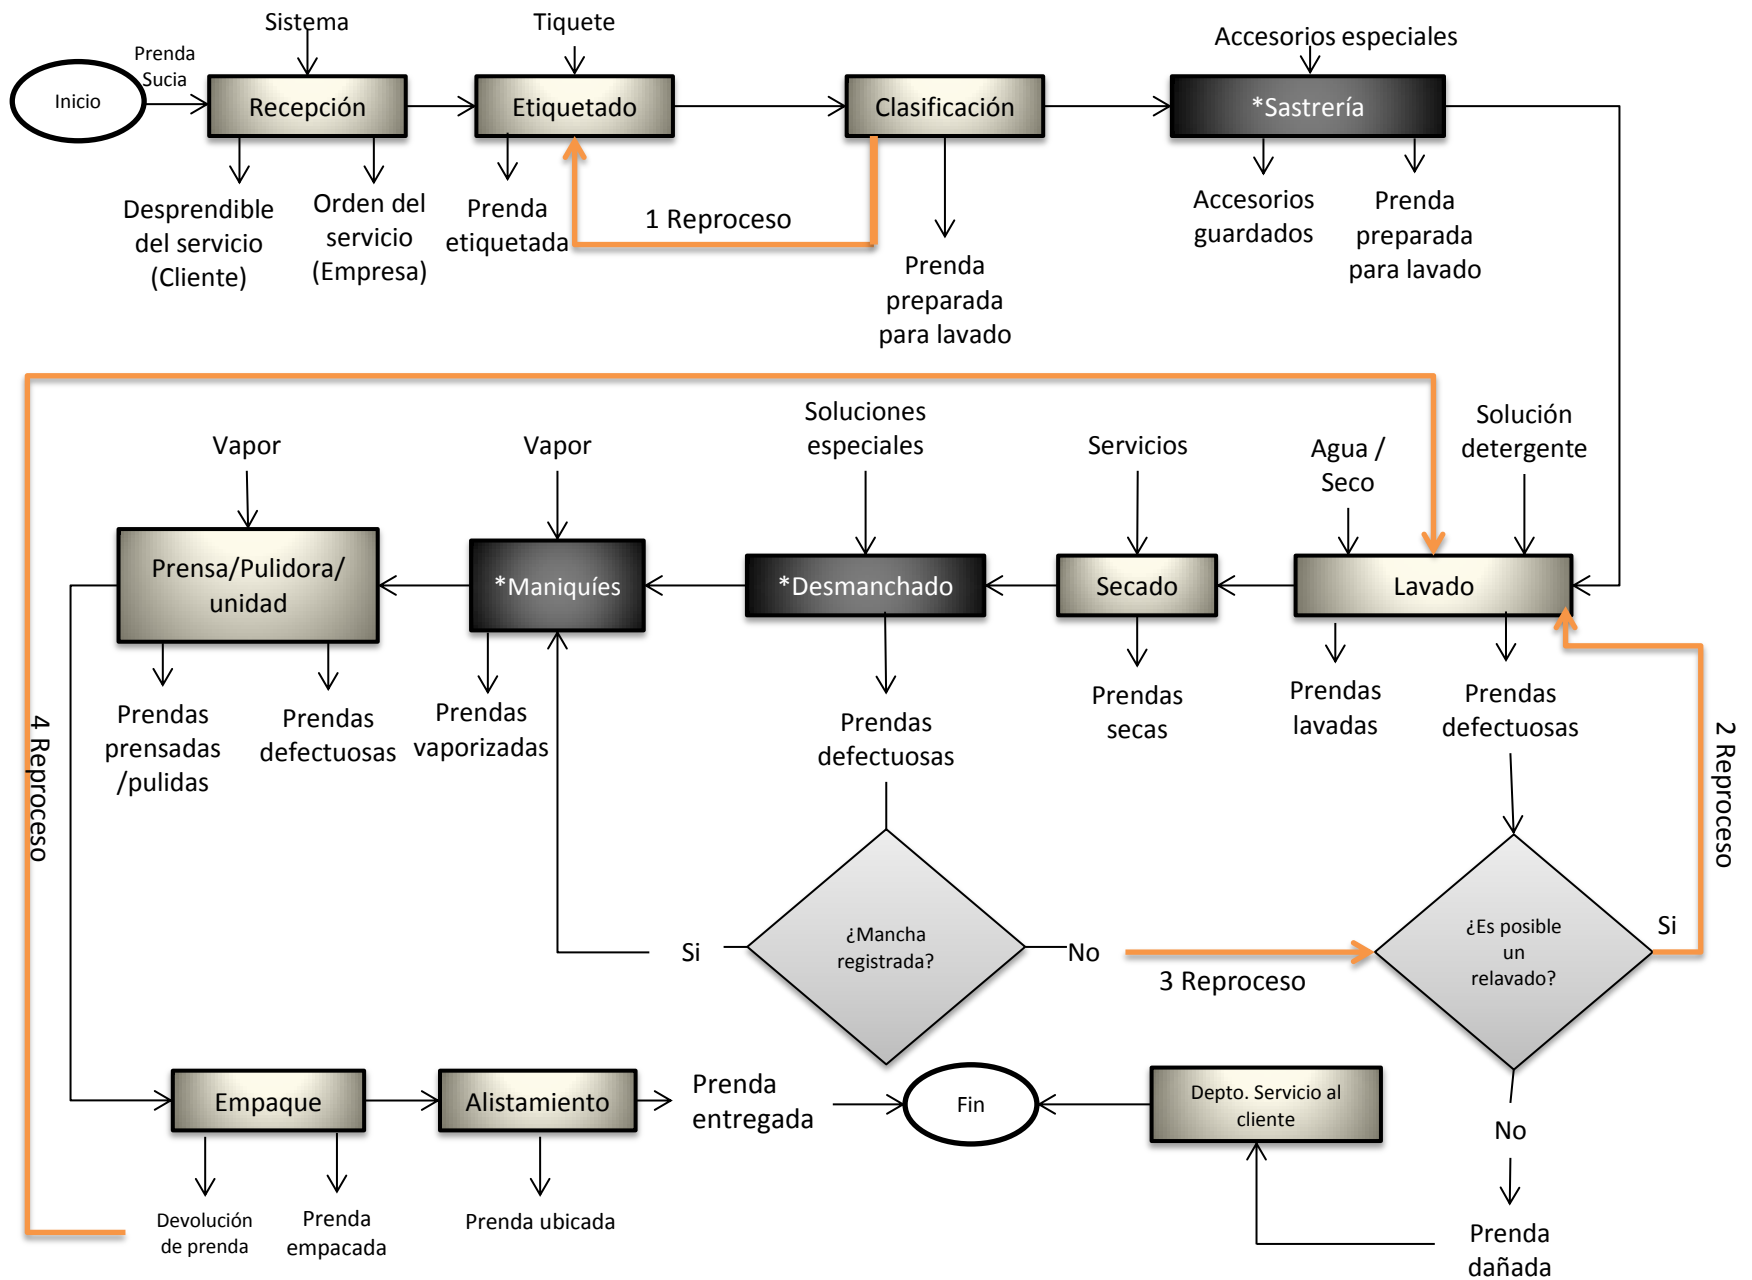 Sistema
Tiquete
Accesorios especiales
Prenda
Sucia
Inicio
Recepción
Etiquetado
Clasificación
*Sastrería
Desprendible
del servicio
(Cliente)
Orden del
servicio
(Empresa)
Prenda
etiquetada
1 Reproceso
Prenda
preparada
para lavado
Accesorios
guardados
Prenda
preparada
para lavado
Vapor
Vapor
Soluciones
especiales
Servicios
Agua /
Seco
Solución
detergente
Prensa/Pulidora/
unidad
*Maniquíes
*Desmanchado
Secado
Lavado
4 Reproceso
Prendas
prensadas
/pulidas
Prendas
defectuosas
Prendas
vaporizadas
Prendas
defectuosas
Prendas
secas
Prendas
lavadas
Prendas
defectuosas
2 Reproceso
Si
¿Mancha
registrada?
No
3 Reproceso
¿Es posible
un
relavado?
Si
Empaque
Alistamiento
Prenda
entregada
Fin
Depto. Servicio al
cliente
No
Devolución
de prenda
Prenda
empacada
Prenda ubicada
Prenda
dañada